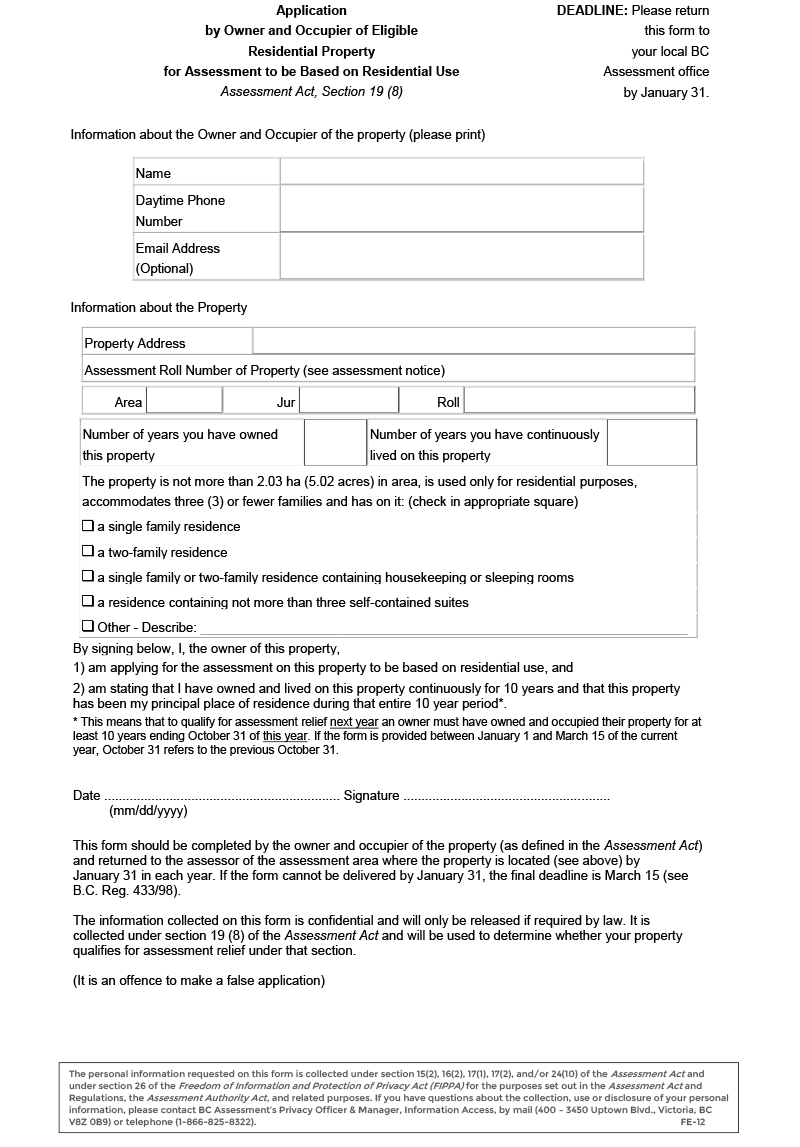 Application
by Owner and Occupier of Eligible
Residential Property
for Assessment to be Based on Residential Use
Assessment Act, Section 19 (8)
DEADLINE: Please return
this form to
your local BC
Assessment office
by January 31.
Information about the Owner and Occupier of the property (please print)
Name
Daytime Phone
Number
Email Address
(Optional)
Information about the Property
Property Address
Assessment Roll Number of Property (see assessment notice)
Area Jur Roll
Number of years you have owned
this property
Number of years you have continuously
lived on this property
The property is not more than 2.03 ha (5.02 acres) in area, is used only for residential purposes,
accommodates three (3) or fewer families and has on it: (check in appropriate square)
❑ a single family residence
❑ a two-family residence
❑ a single family or two-family residence containing housekeeping or sleeping rooms
❑ a residence containing not more than three self-contained suites
❑ Other - Describe:
By signing below, I, the owner of this property,
1) am applying for the assessment on this property to be based on residential use, and
2) am stating that I have owned and lived on this property continuously for 10 years and that this property
has been my principal place of residence during that entire 10 year period*.
* This means that to qualify for assessment relief next year an owner must have owned and occupied their property for at
least 10 years ending October 31 of this year. If the form is provided between January 1 and March 15 of the current
year, October 31 refers to the previous October 31.
Date ................................................................. Signature .........................................................
(mm/dd/yyyy)
This form should be completed by the owner and occupier of the property (as defined in the Assessment Act)
and returned to the assessor of the assessment area where the property is located (see above) by
January 31 in each year. If the form cannot be delivered by January 31, the final deadline is March 15 (see
B.C. Reg. 433/98).
The information collected on this form is confidential and will only be released if required by law. It is
collected under section 19 (8) of the Assessment Act and will be used to determine whether your property
qualifies for assessment relief under that section.
(It is an offence to make a false application)
The personal information requested on this form is collected under section 15(2), 16(2), 17(1), 17(2), and/or 24(10) of the Assessment Act and
under section 26 of the Freedom of Information and Protection of Privacy Act (FIPPA) for the purposes set out in the Assessment Act and
Regulations, the Assessment Authority Act, and related purposes. If you have questions about the collection, use or disclosure of your personal
information, please contact BC Assessment's Privacy Officer & Manager, Information Access, by mail (400 – 3450 Uptown Blvd., Victoria, BC
V8Z 0B9) or telephone (1-866-825-8322). FE-12